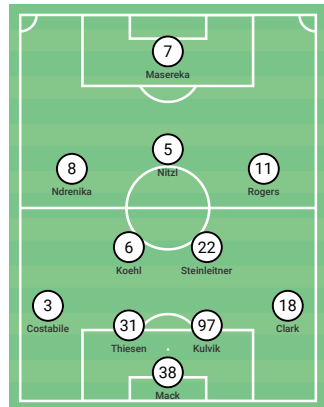 7
Masereka
5
Nitzl
8
Ndrenika
11
Rogers
6
Koehl
22
Steinleitner
3
Costabile
18
Clark
31
Thiesen
97
Kulvik
38
Mack